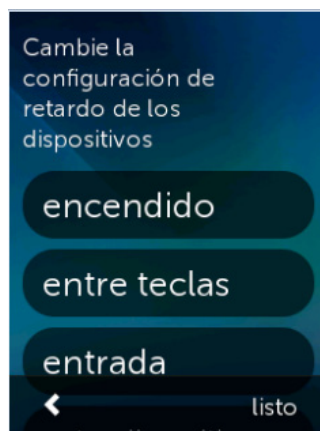 Cambie la
configuración de
retardo de los
dispositivos
encendido
entre teclas
entrada
listo